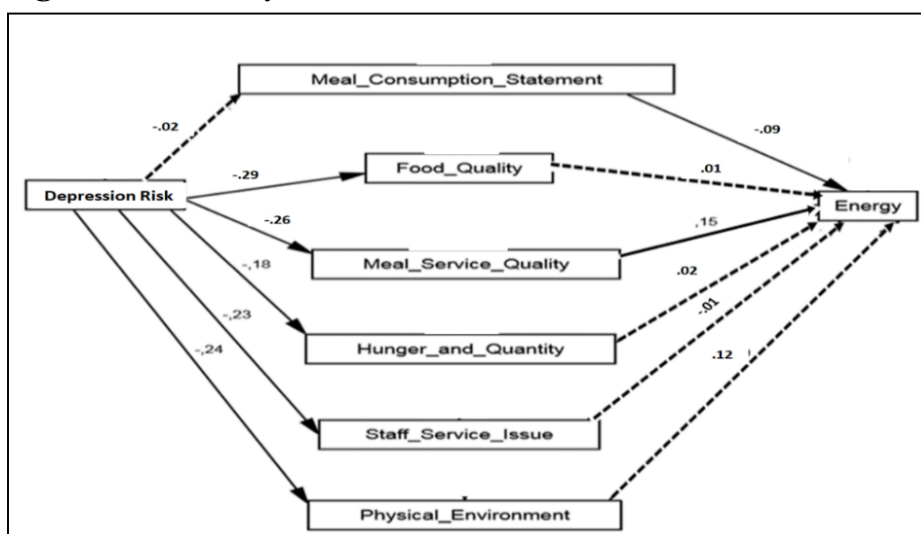 Meal_Consumption_Statement
-.02
-.09
Food_Quality
-.29
.01
Depression Risk
Energy
-.26
,15
Meal_Service_Quality
-,18
.02
-,23
-.01
Hunger_and_Quantity
-,24
.12
Staff_Service_Issue
Physical_Environment